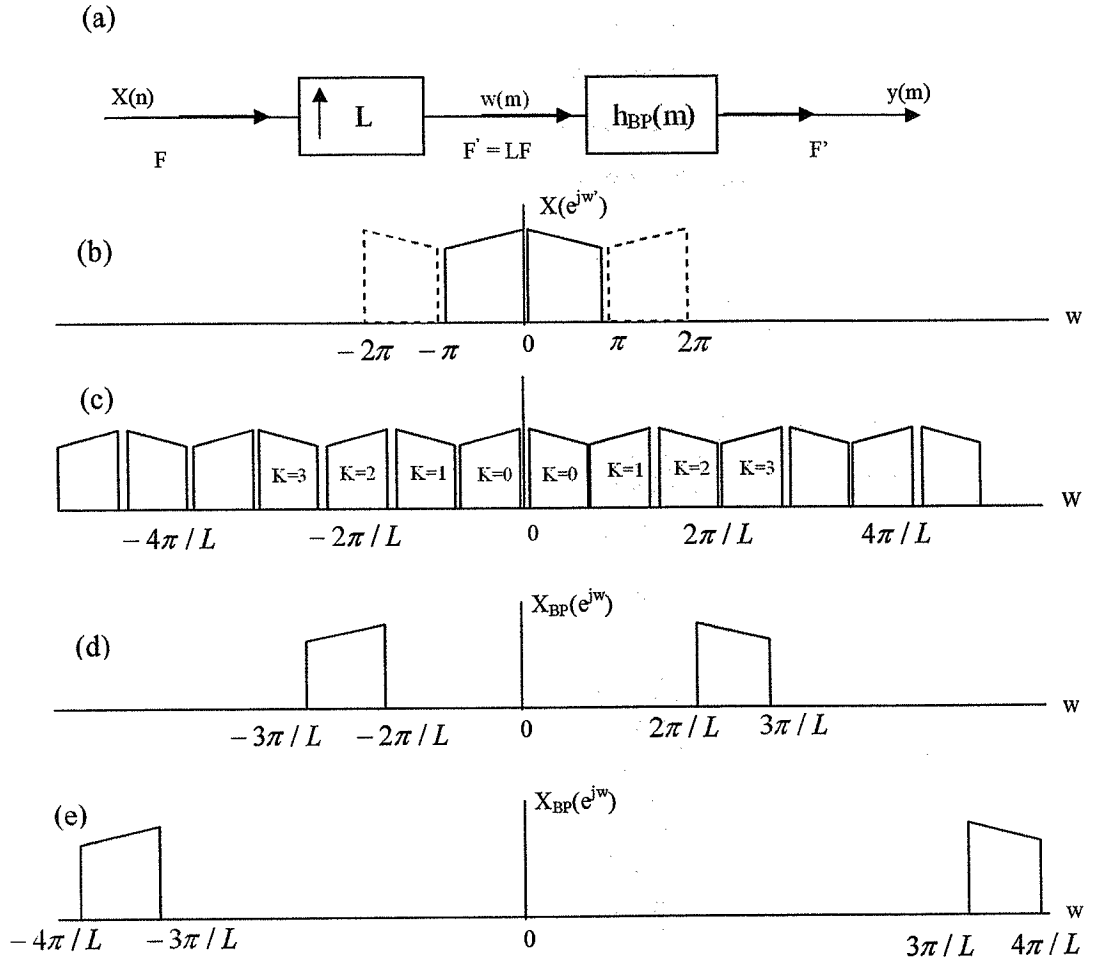 (a)
X(n) L w(m) h_BP(m) y(m)
F F' = LF F'
(b) X(e^jw')
w
-2π -π 0 π 2π
(c)
K=3 K=2 K=1 K=0 K=0 K=1 K=2 K=3
w
-4π/L -2π/L 0 2π/L 4π/L
(d) X_BP(e^jw)
w
-3π/L -2π/L 0 2π/L 3π/L
(e) X_BP(e^jw)
w
-4π/L -3π/L 0 3π/L 4π/L